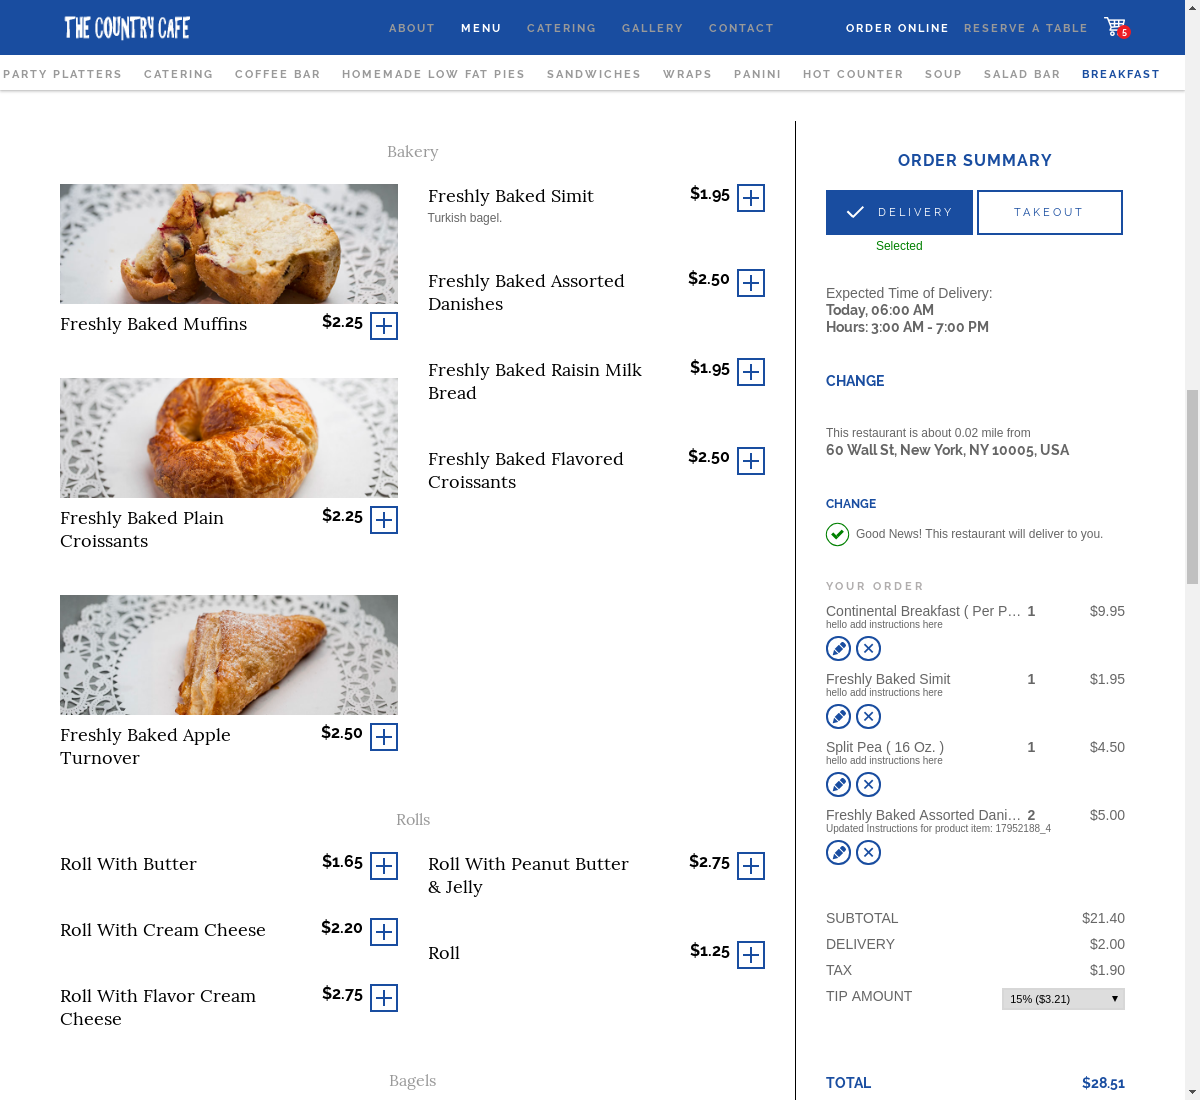 THE COUNTRY CAFE
ABOUT MENU CATERING GALLERY CONTACT ORDER ONLINE RESERVE A TABLE 5
PARTY PLATTERS CATERING COFFEE BAR HOMEMADE LOW FAT PIES SANDWICHES WRAPS PANINI HOT COUNTER SOUP SALAD BAR BREAKFAST
Bakery
Freshly Baked Muffins $2.25
Freshly Baked Plain
Croissants
$2.25
Freshly Baked Apple
Turnover
$2.50
Freshly Baked Simit $1.95
Turkish bagel.
Freshly Baked Assorted
Danishes
$2.50
Freshly Baked Raisin Milk
Bread
$1.95
Freshly Baked Flavored
Croissants
$2.50
Rolls
Roll With Butter $1.65
Roll With Cream Cheese $2.20
Roll With Flavor Cream
Cheese
$2.75
Roll With Peanut Butter
& Jelly
$2.75
Roll $1.25
Bagels
ORDER SUMMARY
DELIVERY TAKEOUT
Selected
Expected Time of Delivery:
Today, 06:00 AM
Hours: 3:00 AM - 7:00 PM
CHANGE
This restaurant is about 0.02 mile from
60 Wall St, New York, NY 10005, USA
CHANGE
Good News! This restaurant will deliver to you.
YOUR ORDER
Continental Breakfast ( Per P... 1 $9.95
hello add instructions here
Freshly Baked Simit 1 $1.95
hello add instructions here
Split Pea ( 16 Oz. ) 1 $4.50
hello add instructions here
Freshly Baked Assorted Dani... 2 $5.00
Updated Instructions for product item: 17952188_4
SUBTOTAL $21.40
DELIVERY $2.00
TAX $1.90
TIP AMOUNT 15% ($3.21)
TOTAL $28.51